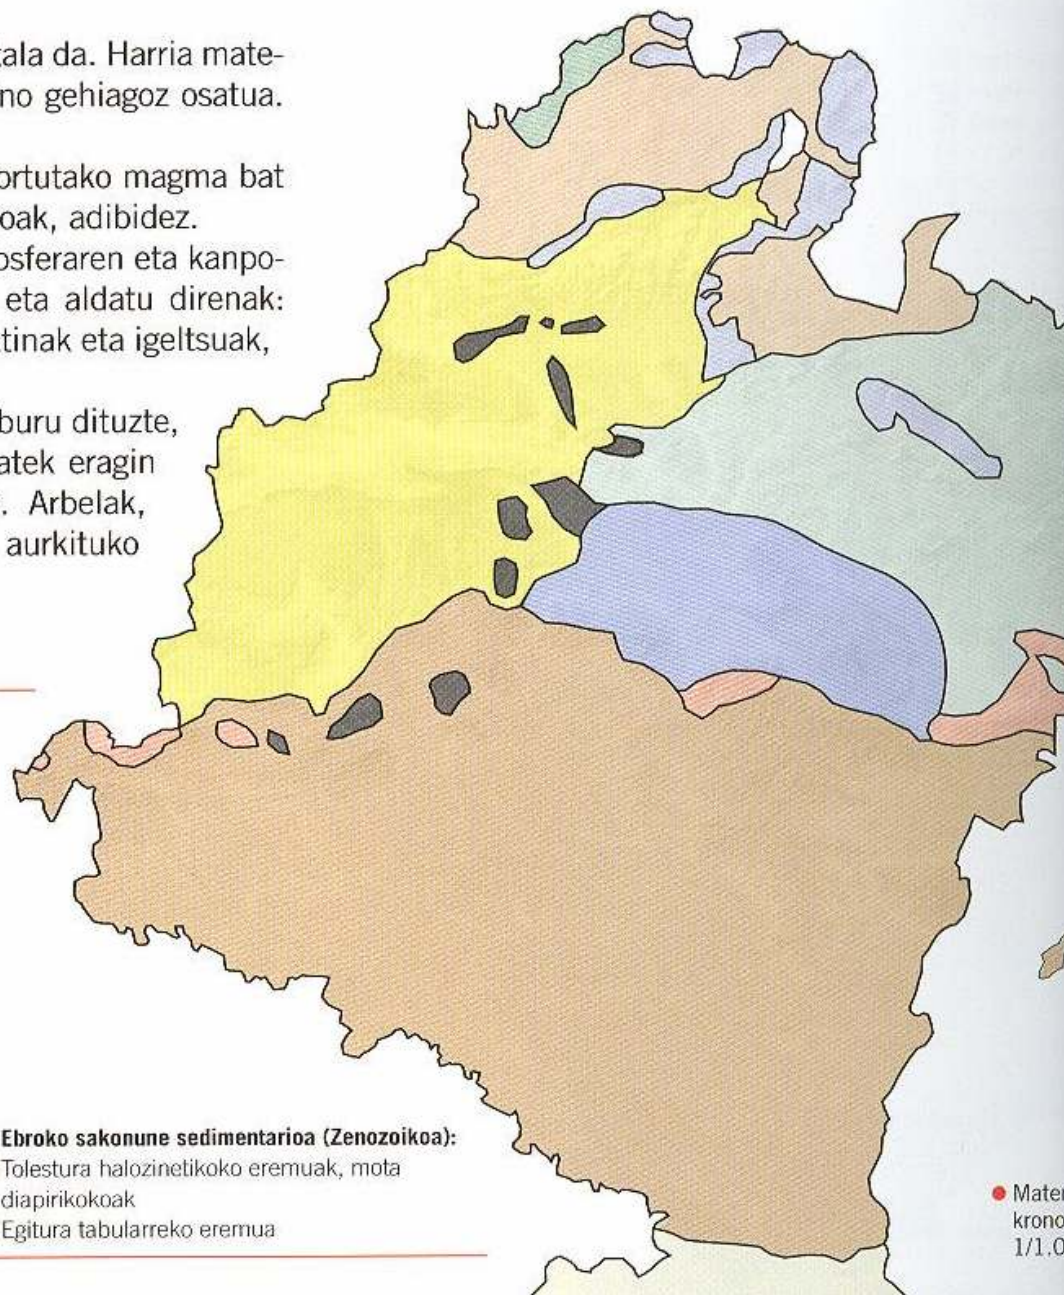 ala da. Harria mate-
no gehiagoz osatua.
ortutako magma bat
oak, adibidez.
osferaren eta kanpo-
eta aldatu direnak:
tinak eta igeltsuak,
buru dituzte,
atek eragin
. Arbelak,
aurkituko
Ebroko sakonune sedimentarioa (Zenozoikoa):
Tolestura halozinetikoko eremuak, mota
diapirikokoak
Egitura tabularreko eremua
Mater
krono
1/1.0